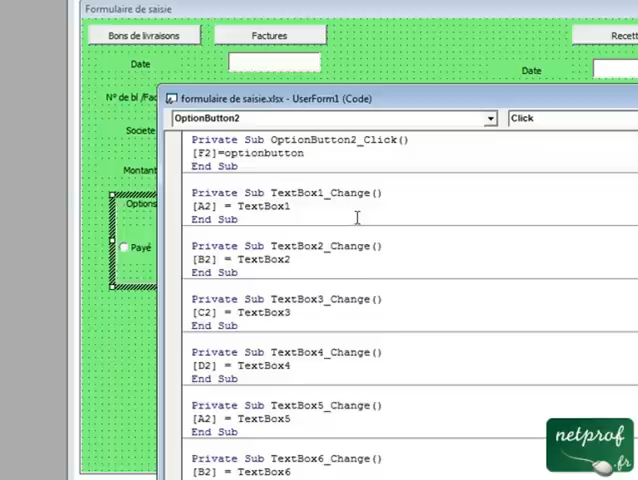 Formulaire de saisie
Bons de livraisons
Factures
Recett
Date
Date
N° de bl /Fac
formulaire de saisie.xlsx - UserForm1 (Code)
OptionButton2
Click
Societe
Montant
Options
Payé
Private Sub OptionButton2_Click()
[F2]=optionbutton
End Sub
Private Sub TextBox1_Change()
[A2] = TextBox1
End Sub
Private Sub TextBox2_Change()
[B2] = TextBox2
End Sub
Private Sub TextBox3_Change()
[C2] = TextBox3
End Sub
Private Sub TextBox4_Change()
[D2] = TextBox4
End Sub
Private Sub TextBox5_Change()
[A2] = TextBox5
End Sub
Private Sub TextBox6_Change()
[B2] = TextBox6
netprof
.fr